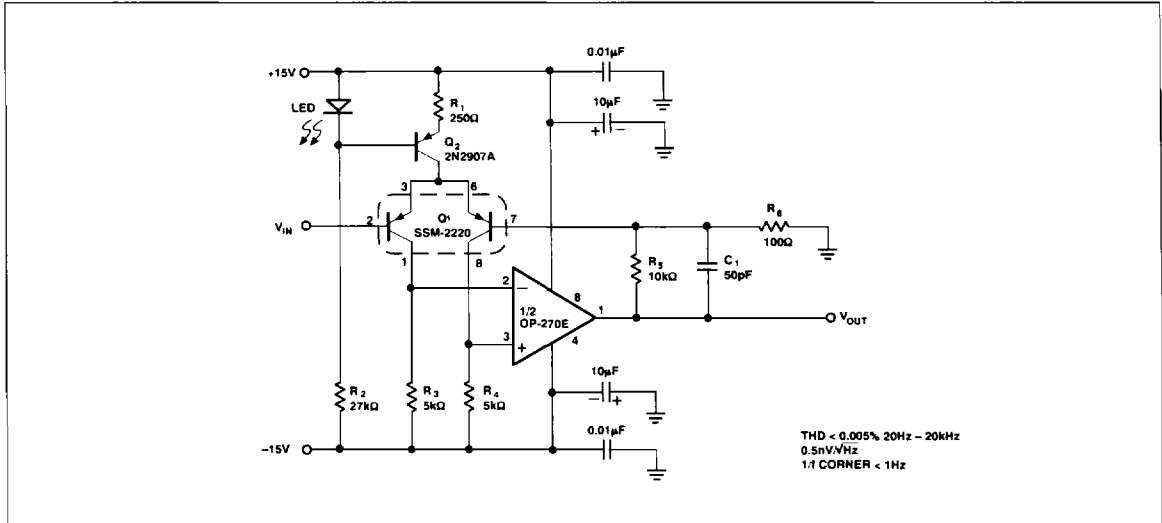 0.01µF
+15V
R1
250Ω
LED
10µF
+ −
Q2
2N2907A
3 6
VIN
2
Q1
SSM-2220
7
R6
100Ω
1 8
R5
10kΩ
C1
50pF
2 −
8
1/2
OP-270E
1
VOUT
3 +
4
R2
27kΩ
R3
5kΩ
R4
5kΩ
10µF
− +
0.01µF
−15V
THD < 0.005% 20Hz – 20kHz
0.5nV/√Hz
1/f CORNER < 1Hz